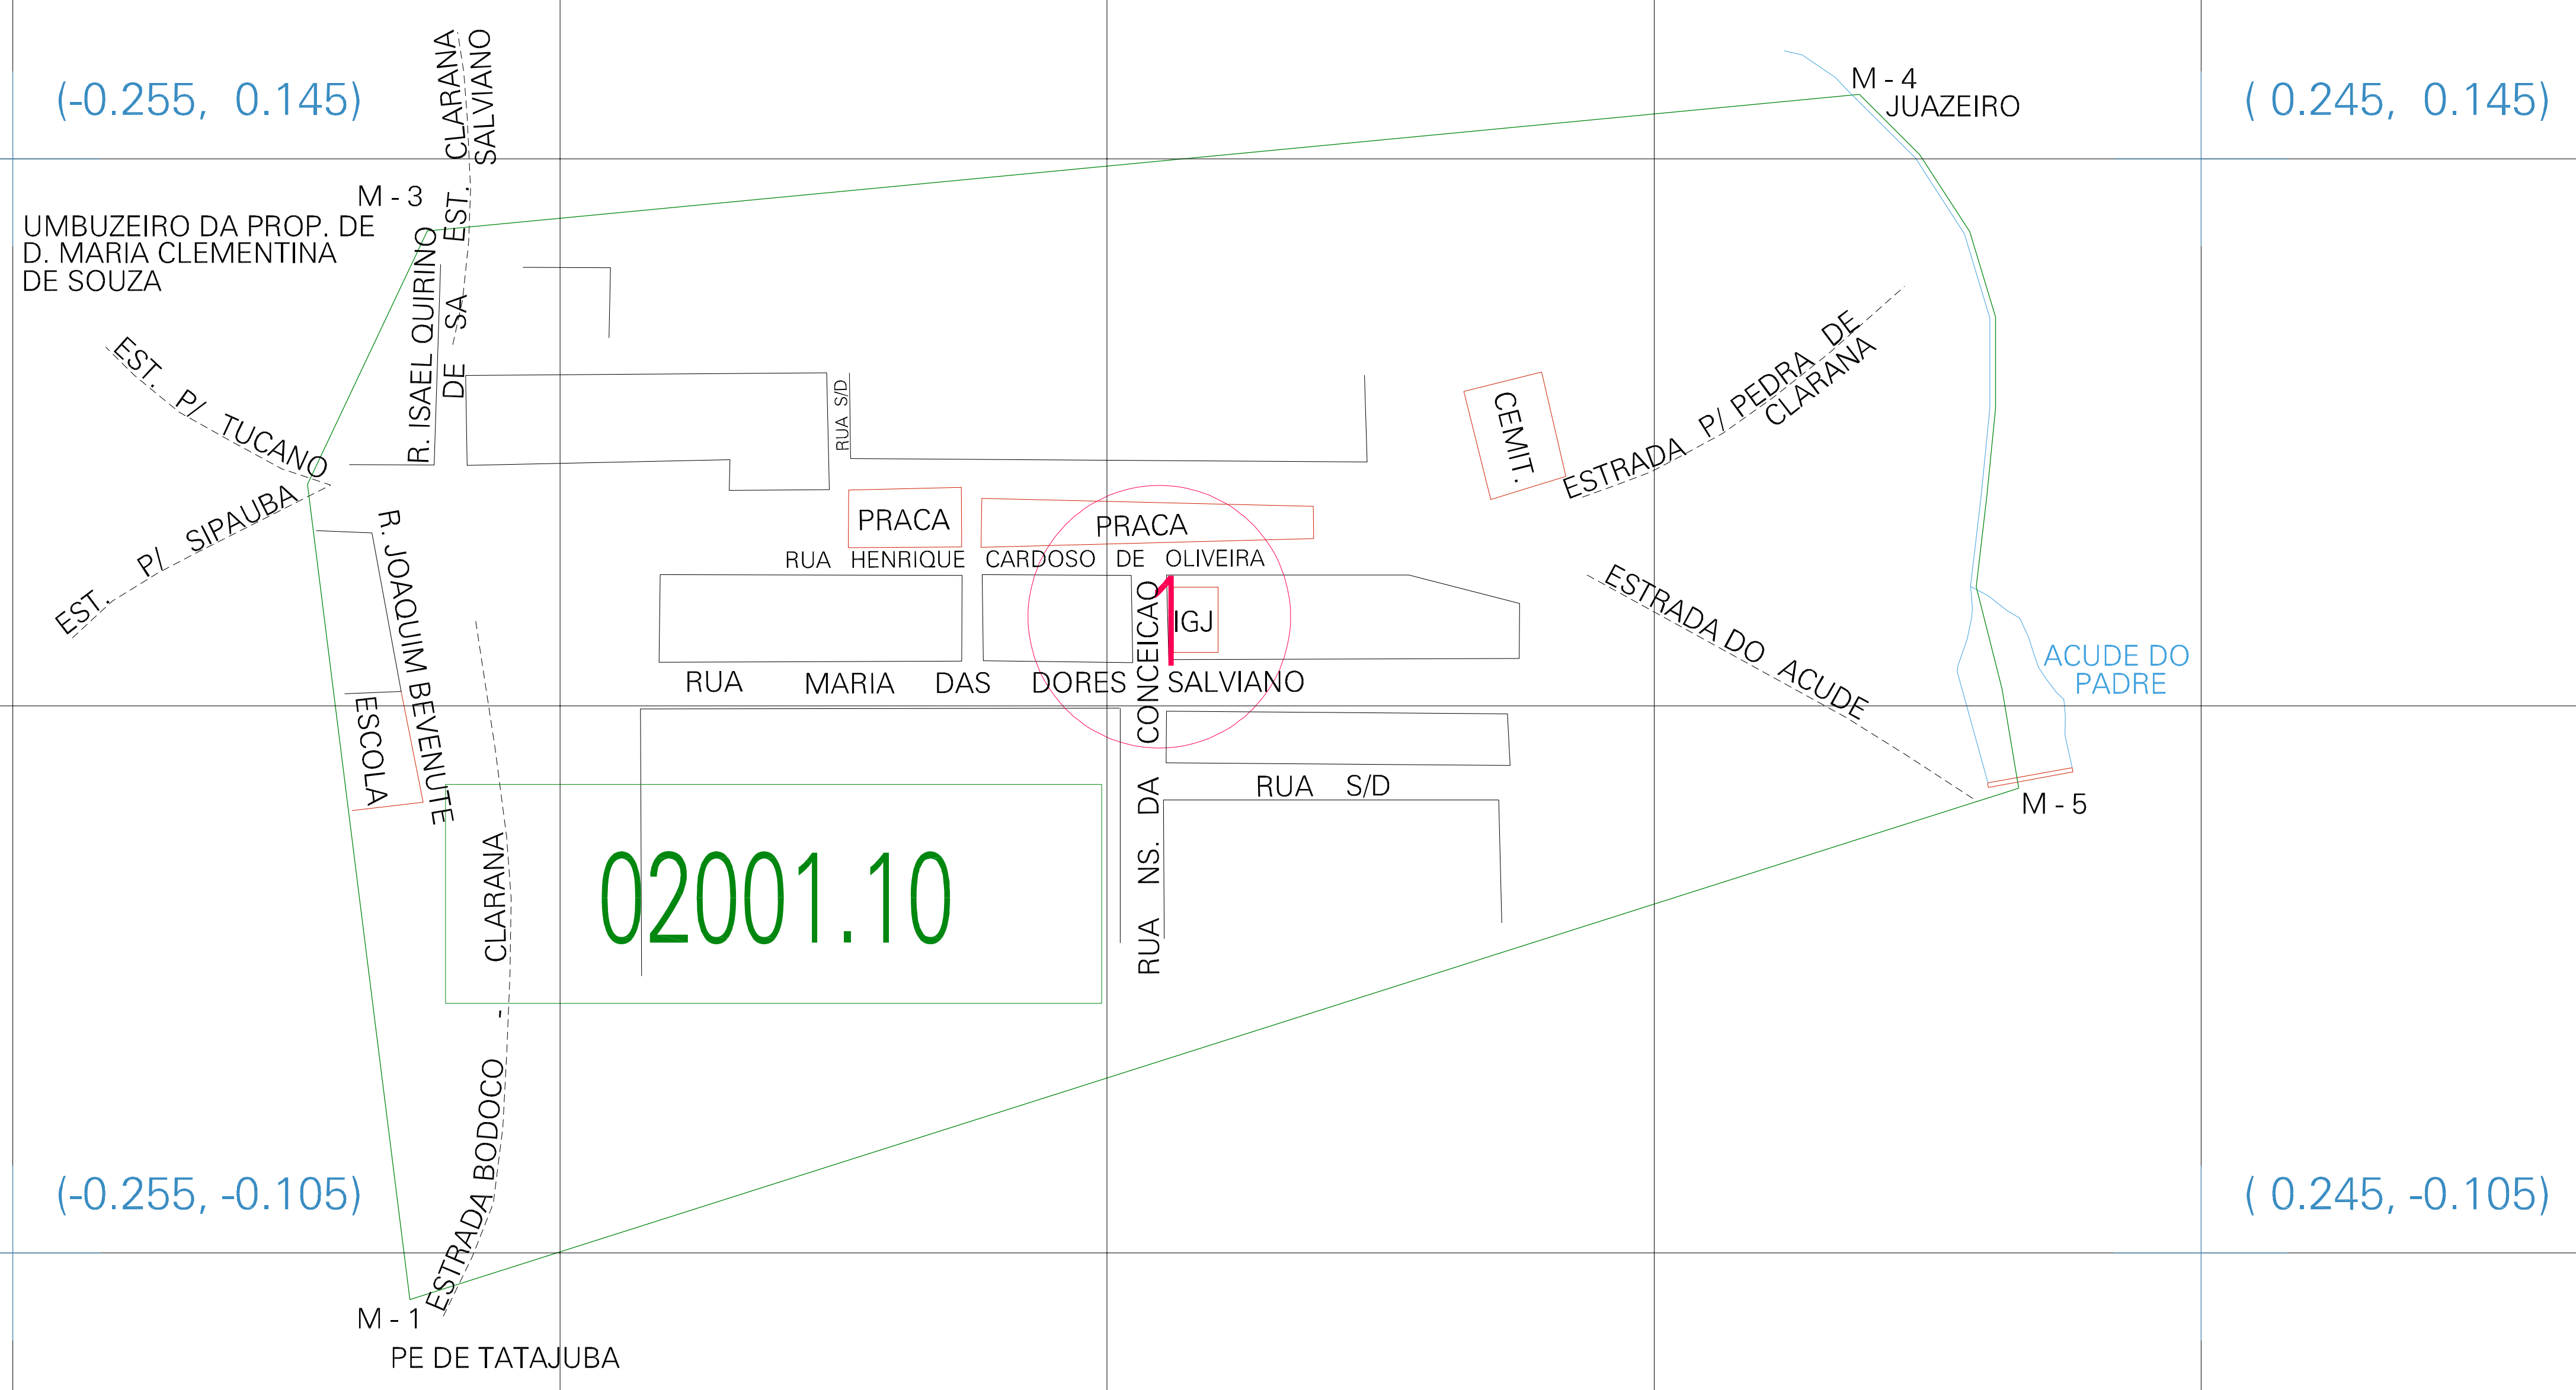 (-0.255,  0.145)
EST. CLARANA
SALVIANO
M - 4
JUAZEIRO
( 0.245,  0.145)
M - 3
UMBUZEIRO DA PROP. DE
D. MARIA CLEMENTINA
DE SOUZA
R. ISAEL QUIRINO
DE SA
EST. P/ TUCANO
EST. P/ SIPAUBA
RUA S/D
CEMIT.
ESTRADA P/ PEDRA DE
CLARANA
PRACA
PRACA
RUA HENRIQUE CARDOSO DE OLIVEIRA
R. JOAQUIM BEVENUTE
1
IGJ
ESTRADA DO ACUDE
ACUDE DO
PADRE
RUA MARIA DAS DORES SALVIANO
ESCOLA
RUA S/D
M - 5
RUA NS. DA CONCEICAO
02001.10
ESTRADA BODOCO - CLARANA
(-0.255, -0.105)
( 0.245, -0.105)
M - 1
PE DE TATAJUBA